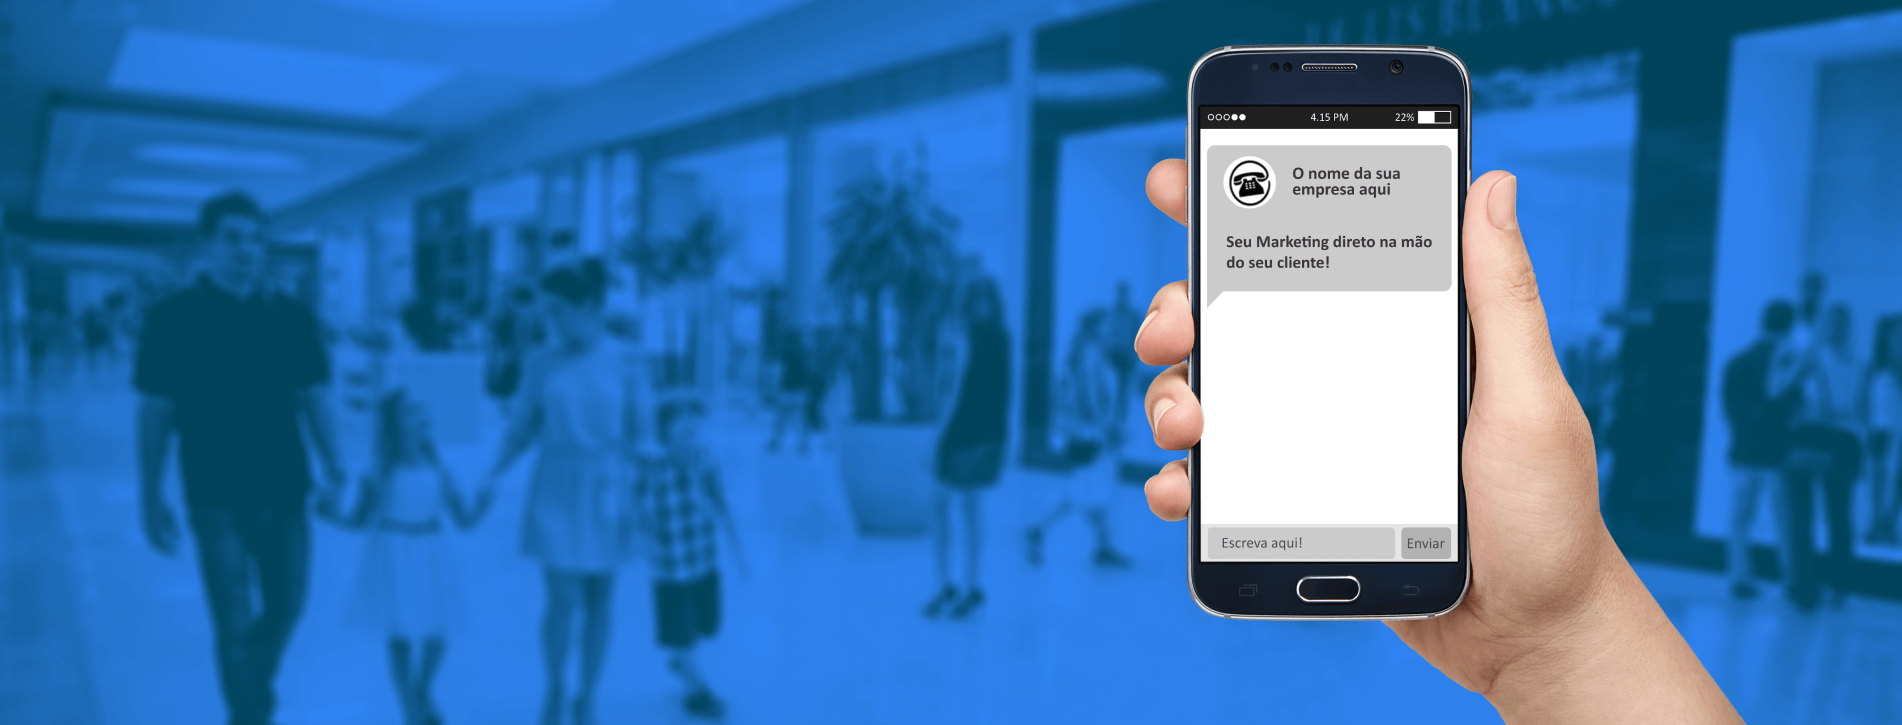 4.15 PM 22%
O nome da sua
empresa aqui
Seu Marketing direto na mão
do seu cliente!
Escreva aqui! Enviar